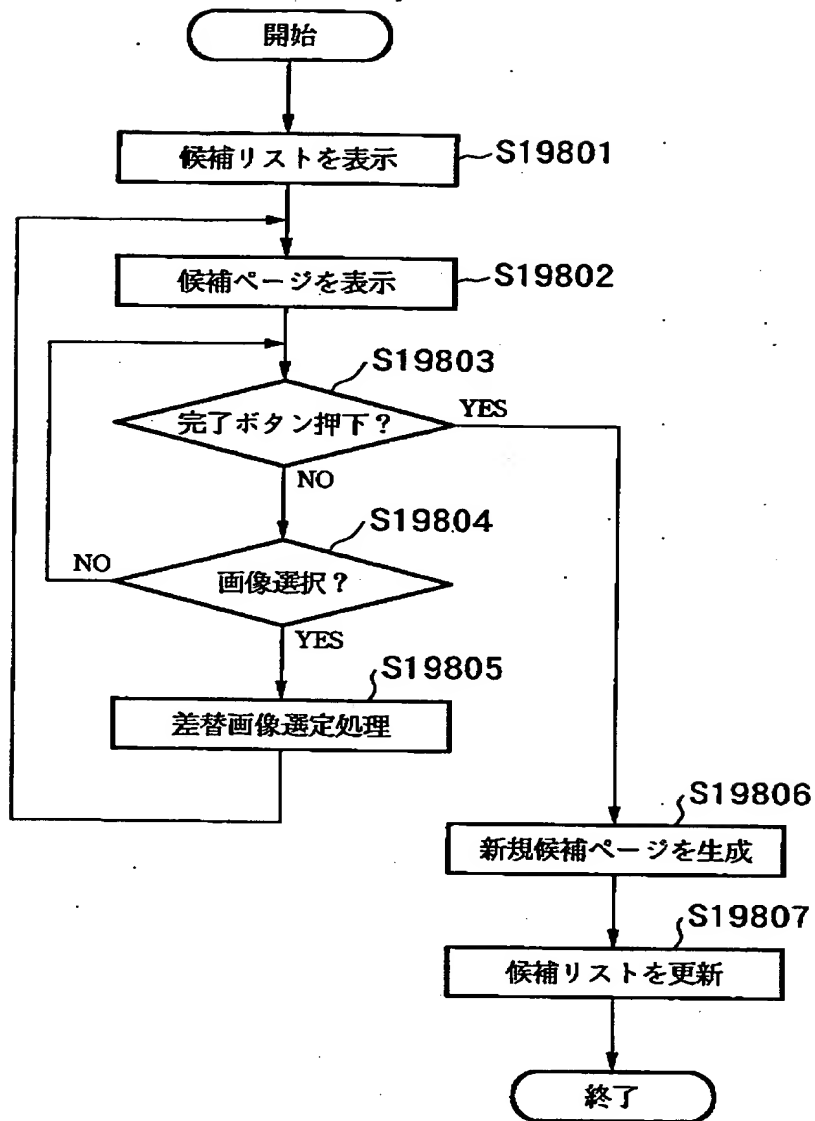 開始
候補リストを表示
S19801
候補ページを表示
S19802
S19803
完了ボタン押下?
YES
NO
S19804
画像選択?
NO
YES
S19805
差替画像選定処理
S19806
新規候補ページを生成
S19807
候補リストを更新
終了